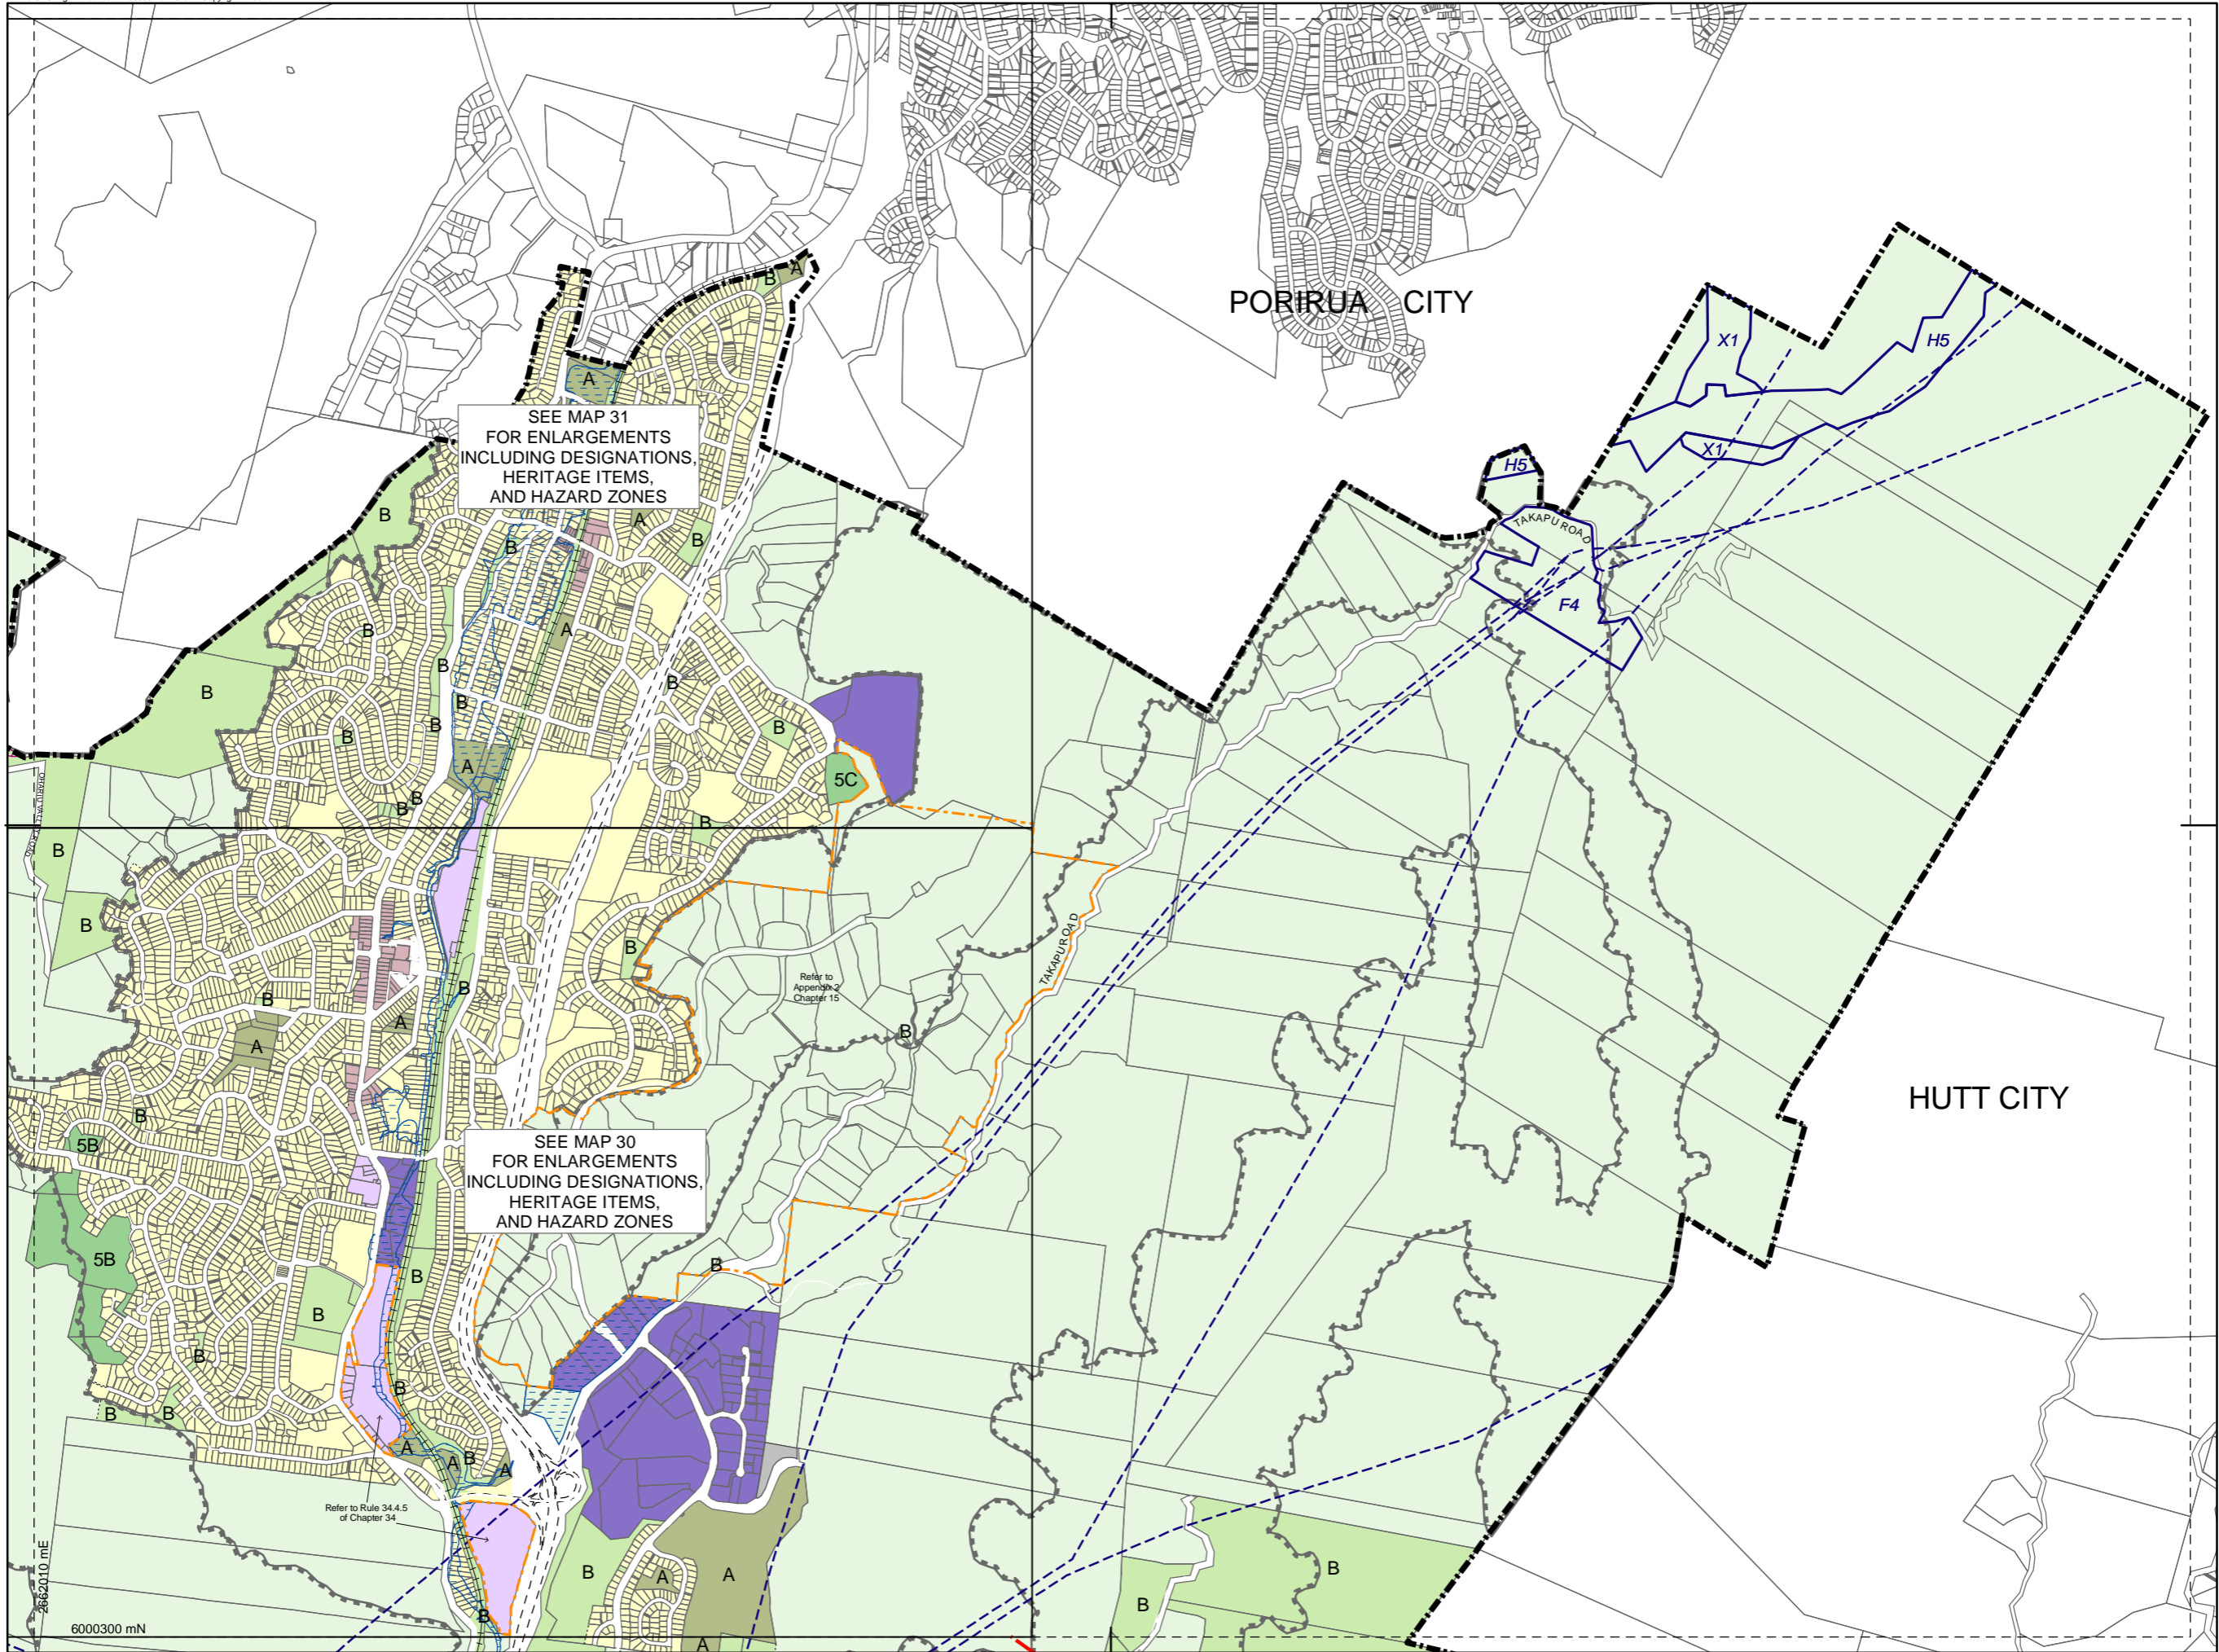 PORIRUA CITY
X1
H5
X1
H5
TAKAPU ROAD
F4
A
B
A
SEE MAP 31
FOR ENLARGEMENTS
INCLUDING DESIGNATIONS,
HERITAGE ITEMS,
AND HAZARD ZONES
B
A
B
B
B
A
B
B
B
B
B
B
B
A
5C
B
B
B
OHARIU VALLEY ROAD
B
B
B
TAKAPU ROAD
Refer to
Appendix 2
Chapter 15
B
B
B
A
A
HUTT CITY
B
5B
SEE MAP 30
FOR ENLARGEMENTS
INCLUDING DESIGNATIONS,
HERITAGE ITEMS,
AND HAZARD ZONES
5B
B
B
B
B
B
B
B
A
A
B
A
Refer to Rule 34.4.5
of Chapter 34
B
A
A
B
B
B
A
2662010 mE
6000300 mN